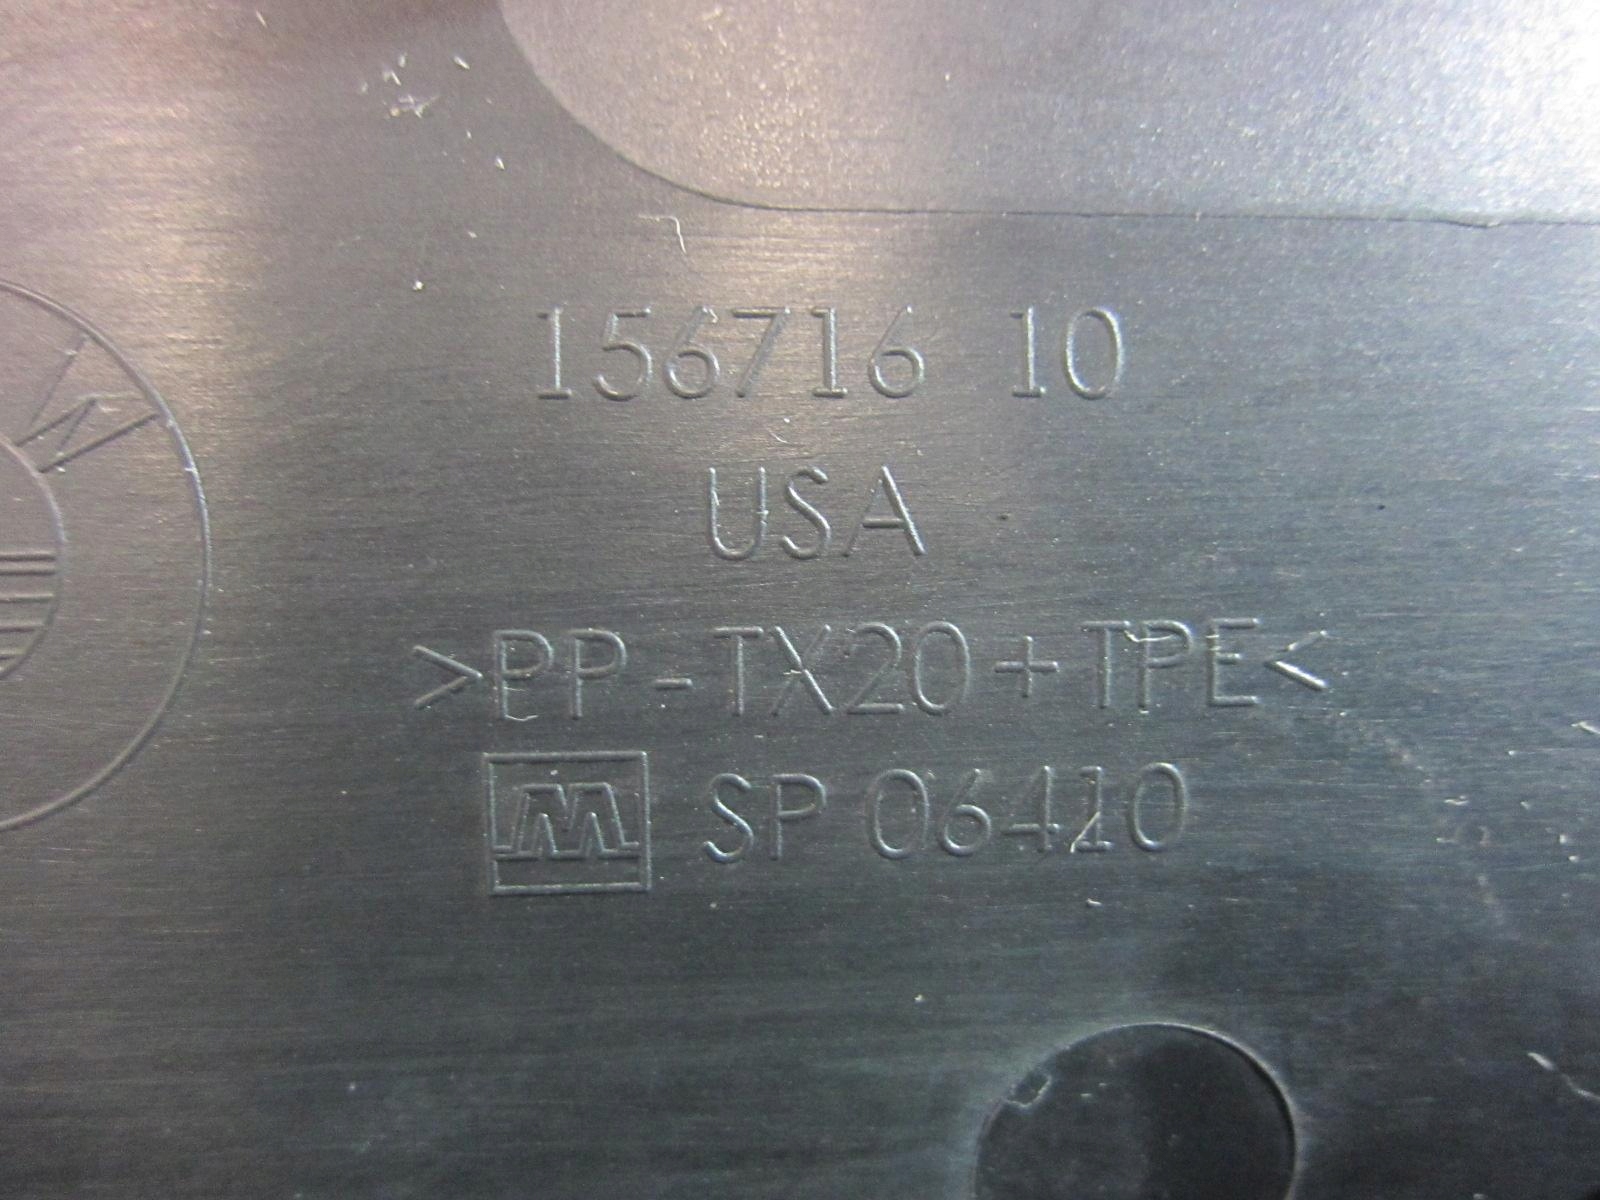 W
156716 10
USA
>PP-TX20+TPE<
M SP 06410